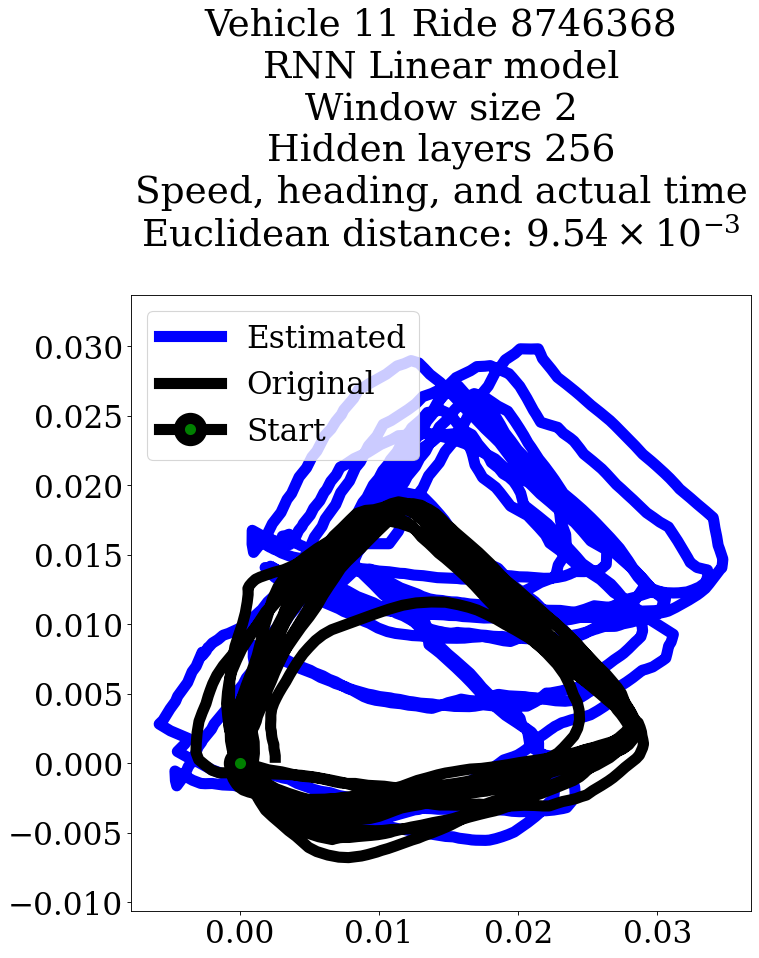 Vehicle 11 Ride 8746368
RNN Linear model
Window size 2
Hidden layers 256
Speed, heading, and actual time
Euclidean distance: 9.54 × 10⁻³
Estimated
Original
Start
0.030
0.025
0.020
0.015
0.010
0.005
0.000
−0.005
−0.010
0.00 0.01 0.02 0.03